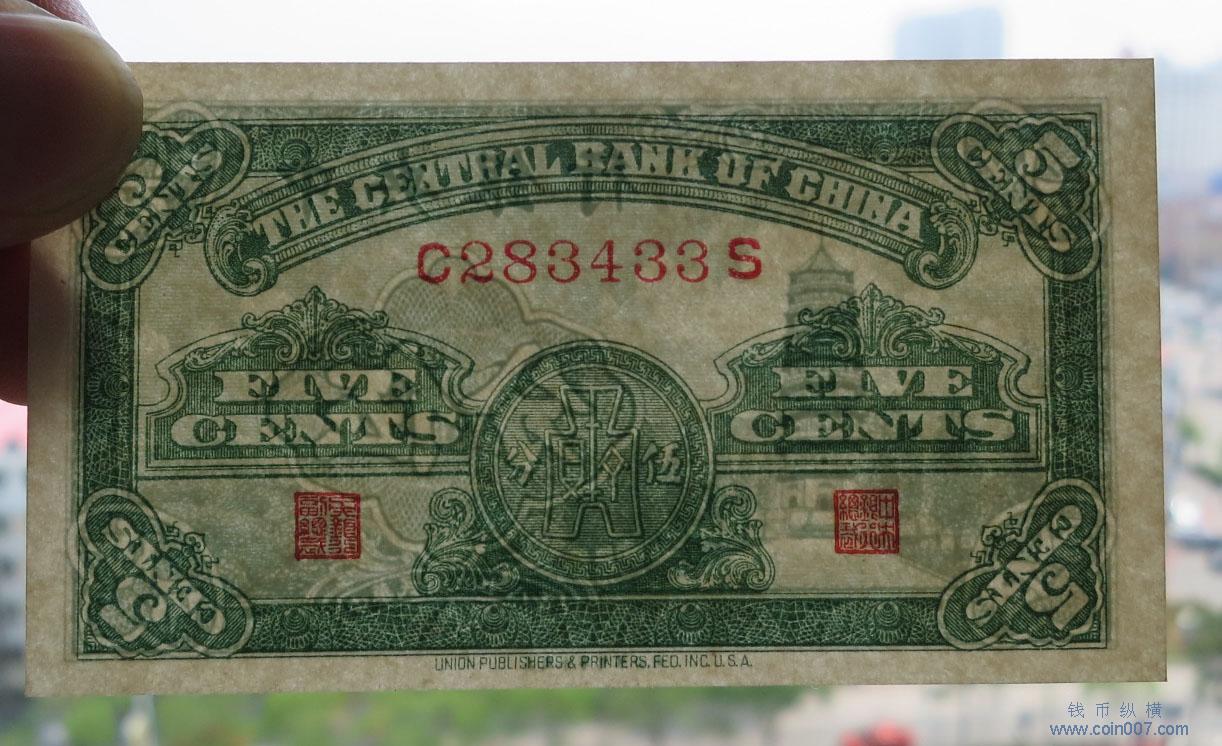 THE CENTRAL BANK OF CHINA
5 CENTS
5 CENTS
C283433S
FIVE CENTS
FIVE CENTS
分 伍
5 CENTS
5 CENTS
UNION PUBLISHERS & PRINTERS, FED. INC. U.S.A.
钱币纵横
www.coin007.com